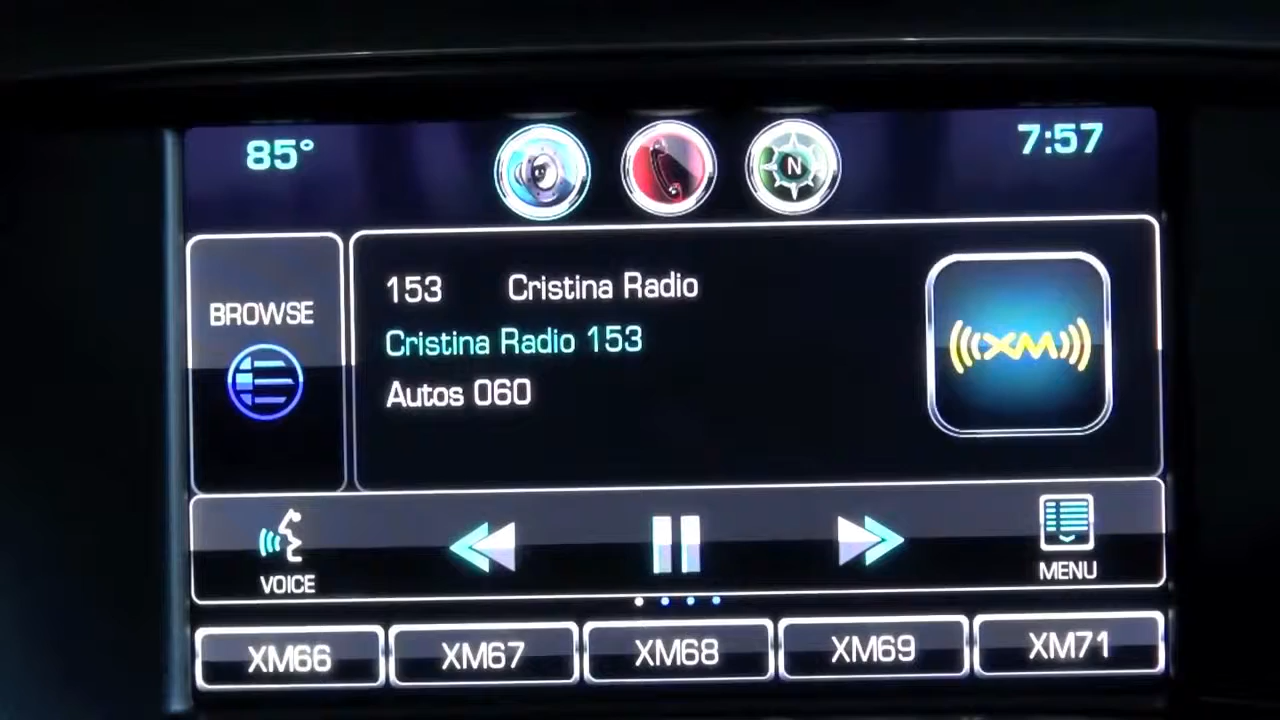 85°
N
7:57
BROWSE
153 Cristina Radio
Cristina Radio 153
Autos 060
XM
VOICE
MENU
XM66 XM67 XM68 XM69 XM71